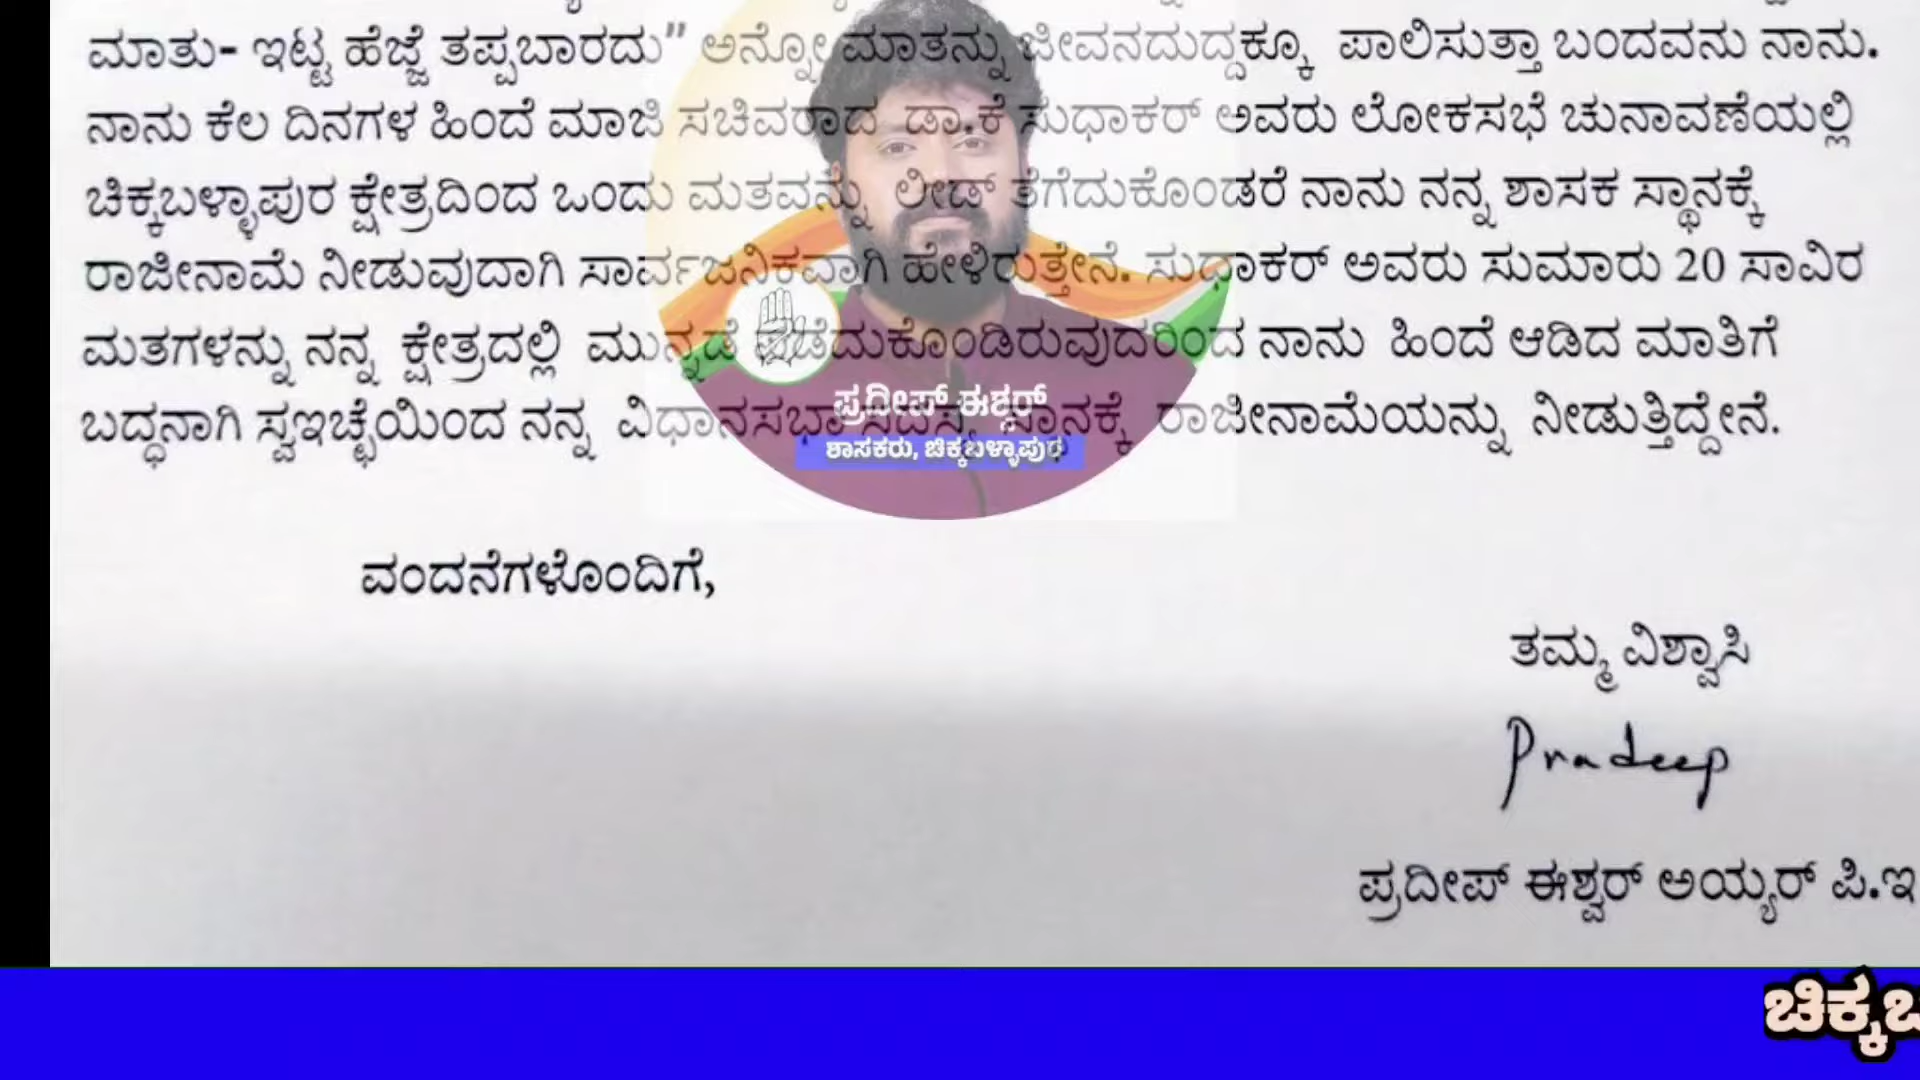 ಮಾತು- ಇಟ್ಟ ಹೆಜ್ಜೆ ತಪ್ಪಬಾರದು" ಅನ್ನೋ ಮಾತನ್ನು ಜೀವನದುದ್ದಕ್ಕೂ ಪಾಲಿಸುತ್ತಾ ಬಂದವನು ನಾನು.
ನಾನು ಕೆಲ ದಿನಗಳ ಹಿಂದೆ ಮಾಜಿ ಸಚಿವರಾದ ಡಾ.ಕೆ ಸುಧಾಕರ್ ಅವರು ಲೋಕಸಭೆ ಚುನಾವಣೆಯಲ್ಲಿ
ಚಿಕ್ಕಬಳ್ಳಾಪುರ ಕ್ಷೇತ್ರದಿಂದ ಒಂದು ಮತವನ್ನು ಲೀಡ್ ತೆಗೆದುಕೊಂಡರೆ ನಾನು ನನ್ನ ಶಾಸಕ ಸ್ಥಾನಕ್ಕೆ
ರಾಜೀನಾಮೆ ನೀಡುವುದಾಗಿ ಸಾರ್ವಜನಿಕವಾಗಿ ಹೇಳಿರುತ್ತೇನೆ. ಸುಧಾಕರ್ ಅವರು ಸುಮಾರು 20 ಸಾವಿರ
ಮತಗಳನ್ನು ನನ್ನ ಕ್ಷೇತ್ರದಲ್ಲಿ ಮುನ್ನಡೆ ಪಡೆದುಕೊಂಡಿರುವುದರಿಂದ ನಾನು ಹಿಂದೆ ಆಡಿದ ಮಾತಿಗೆ
ಬದ್ಧನಾಗಿ ಸ್ವಇಚ್ಛೆಯಿಂದ ನನ್ನ ವಿಧಾನಸಭಾ ಸದಸ್ಯ ಸ್ಥಾನಕ್ಕೆ ರಾಜೀನಾಮೆಯನ್ನು ನೀಡುತ್ತಿದ್ದೇನೆ.
ಪ್ರದೀಪ್ ಈಶ್ವರ್
ಶಾಸಕರು, ಚಿಕ್ಕಬಳ್ಳಾಪುರ
ವಂದನೆಗಳೊಂದಿಗೆ,
ತಮ್ಮ ವಿಶ್ವಾಸಿ
Pradeep
ಪ್ರದೀಪ್ ಈಶ್ವರ್ ಅಯ್ಯರ್ ಪಿ.ಇ
ಚಿಕ್ಕಬ